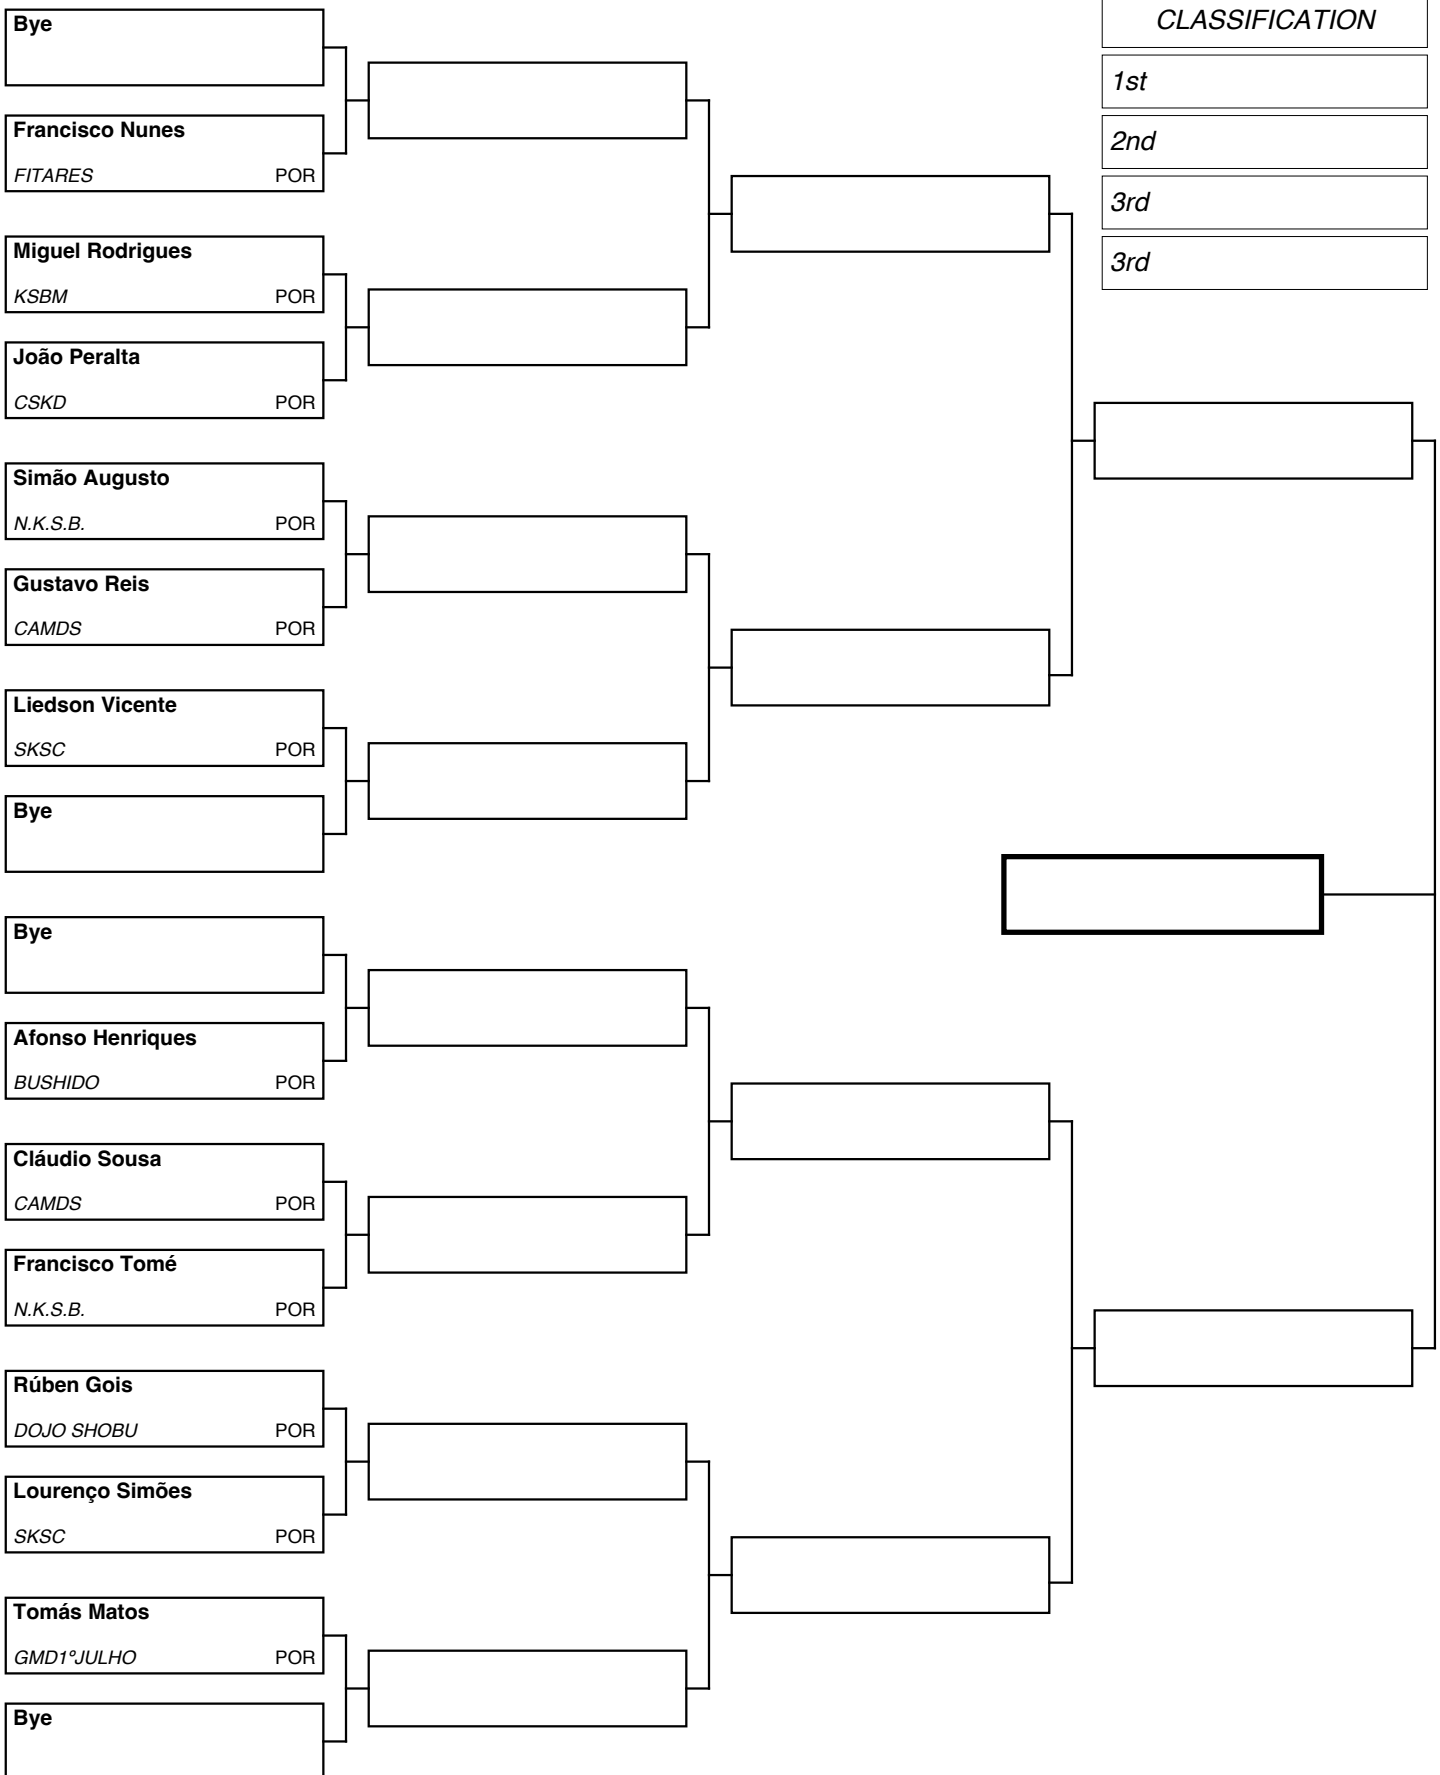 Bye
Francisco Nunes
FITARES POR
Miguel Rodrigues
KSBM POR
João Peralta
CSKD POR
Simão Augusto
N.K.S.B. POR
Gustavo Reis
CAMDS POR
Liedson Vicente
SKSC POR
Bye
Bye
Afonso Henriques
BUSHIDO POR
Cláudio Sousa
CAMDS POR
Francisco Tomé
N.K.S.B. POR
Rúben Gois
DOJO SHOBU POR
Lourenço Simões
SKSC POR
Tomás Matos
GMD1ºJULHO POR
Bye
CLASSIFICATION
1st
2nd
3rd
3rd